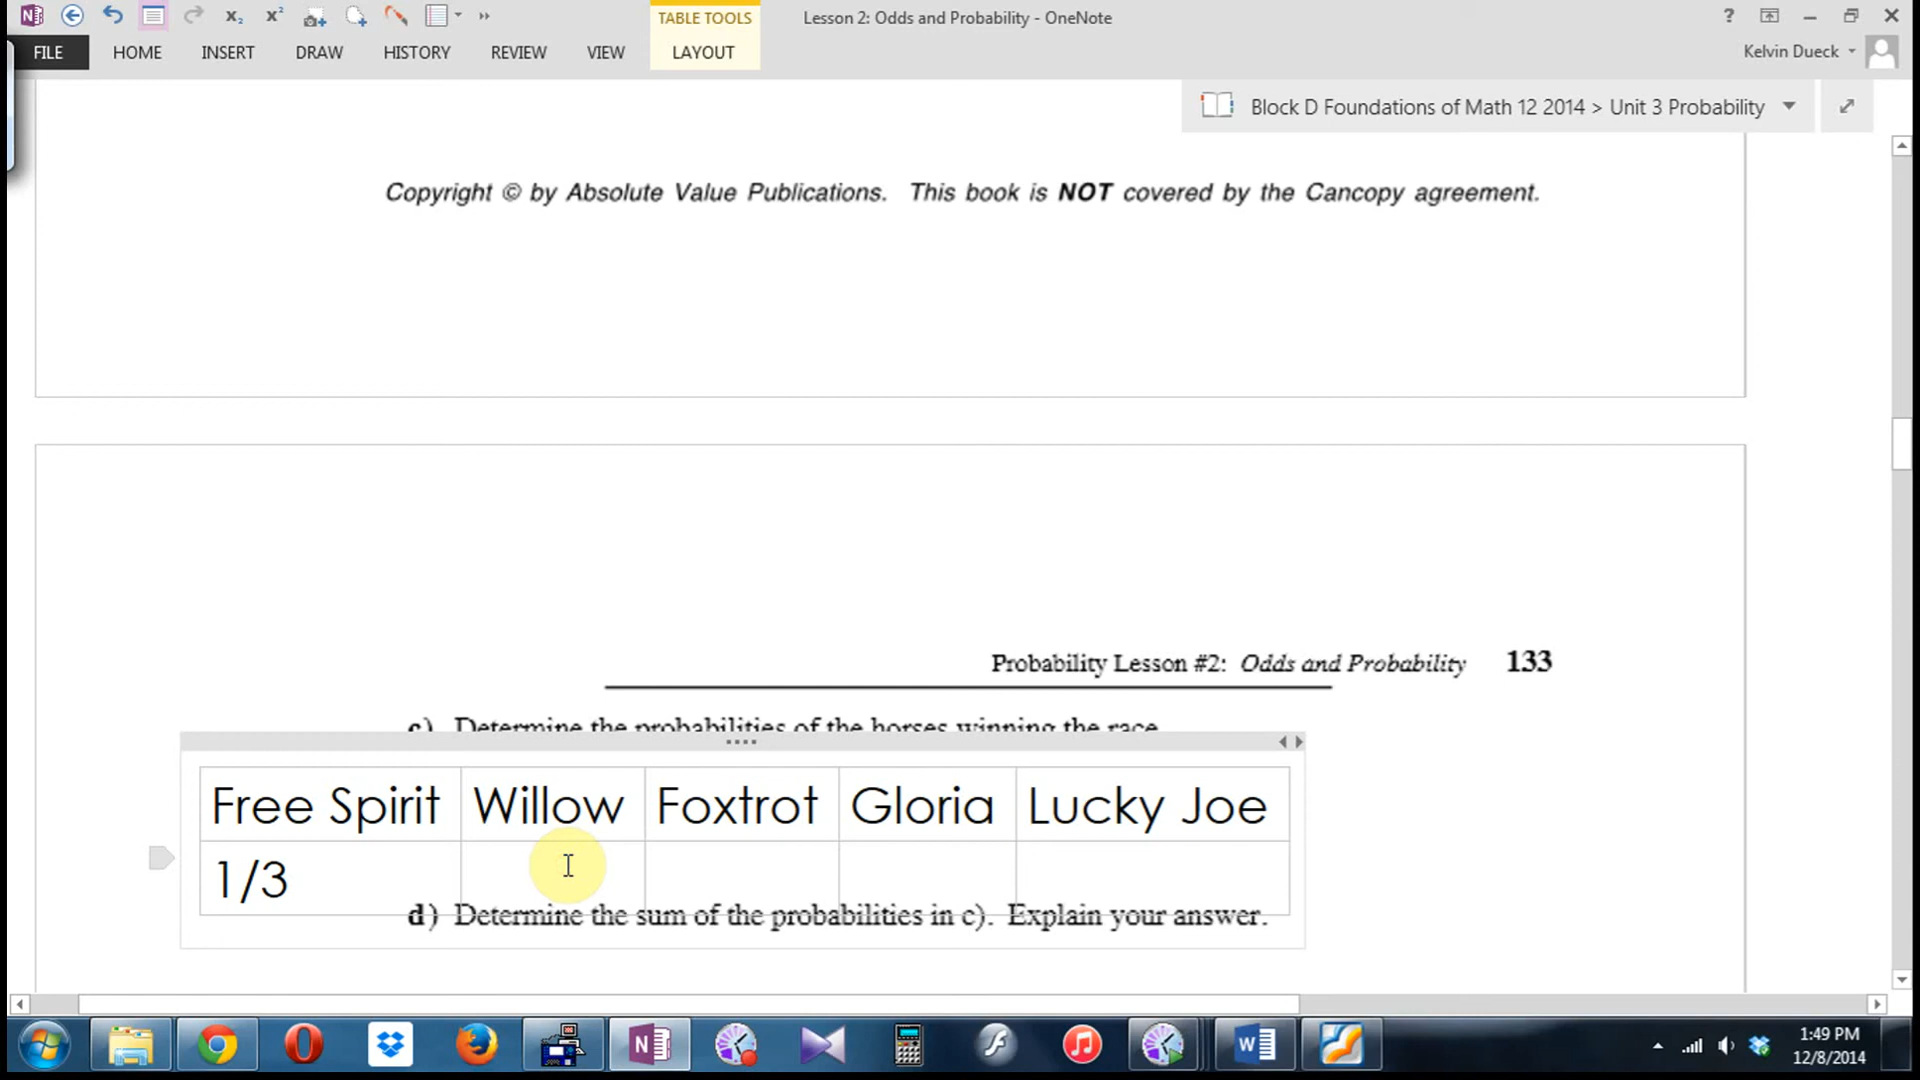 Lesson 2: Odds and Probability - OneNote
TABLE TOOLS
FILE HOME INSERT DRAW HISTORY REVIEW VIEW LAYOUT
Kelvin Dueck
Block D Foundations of Math 12 2014 > Unit 3 Probability
Copyright © by Absolute Value Publications. This book is NOT covered by the Cancopy agreement.
Probability Lesson #2: Odds and Probability 133
c) Determine the probabilities of the horses winning the race.
Free Spirit Willow Foxtrot Gloria Lucky Joe
1/3
d) Determine the sum of the probabilities in c). Explain your answer.
1:49 PM
12/8/2014